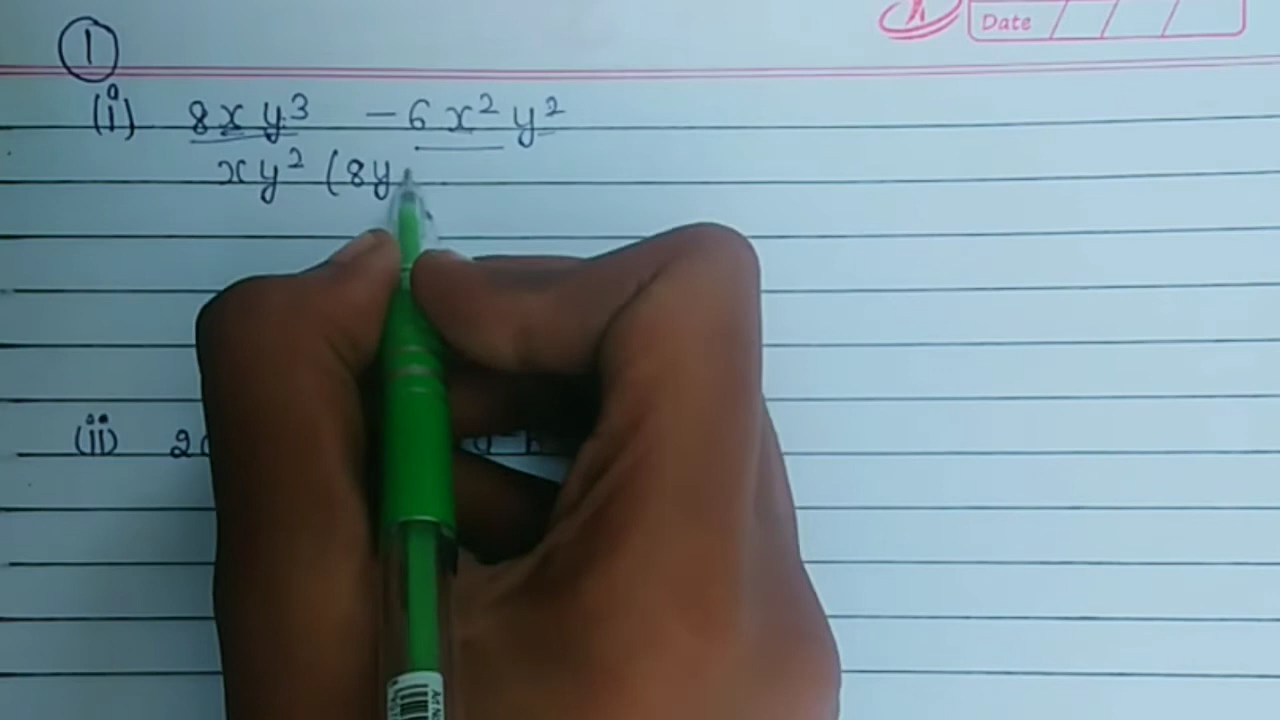 Date / / /
1
(i) 8xy³ - 6x²y²
xy² (8y
(ii) 2